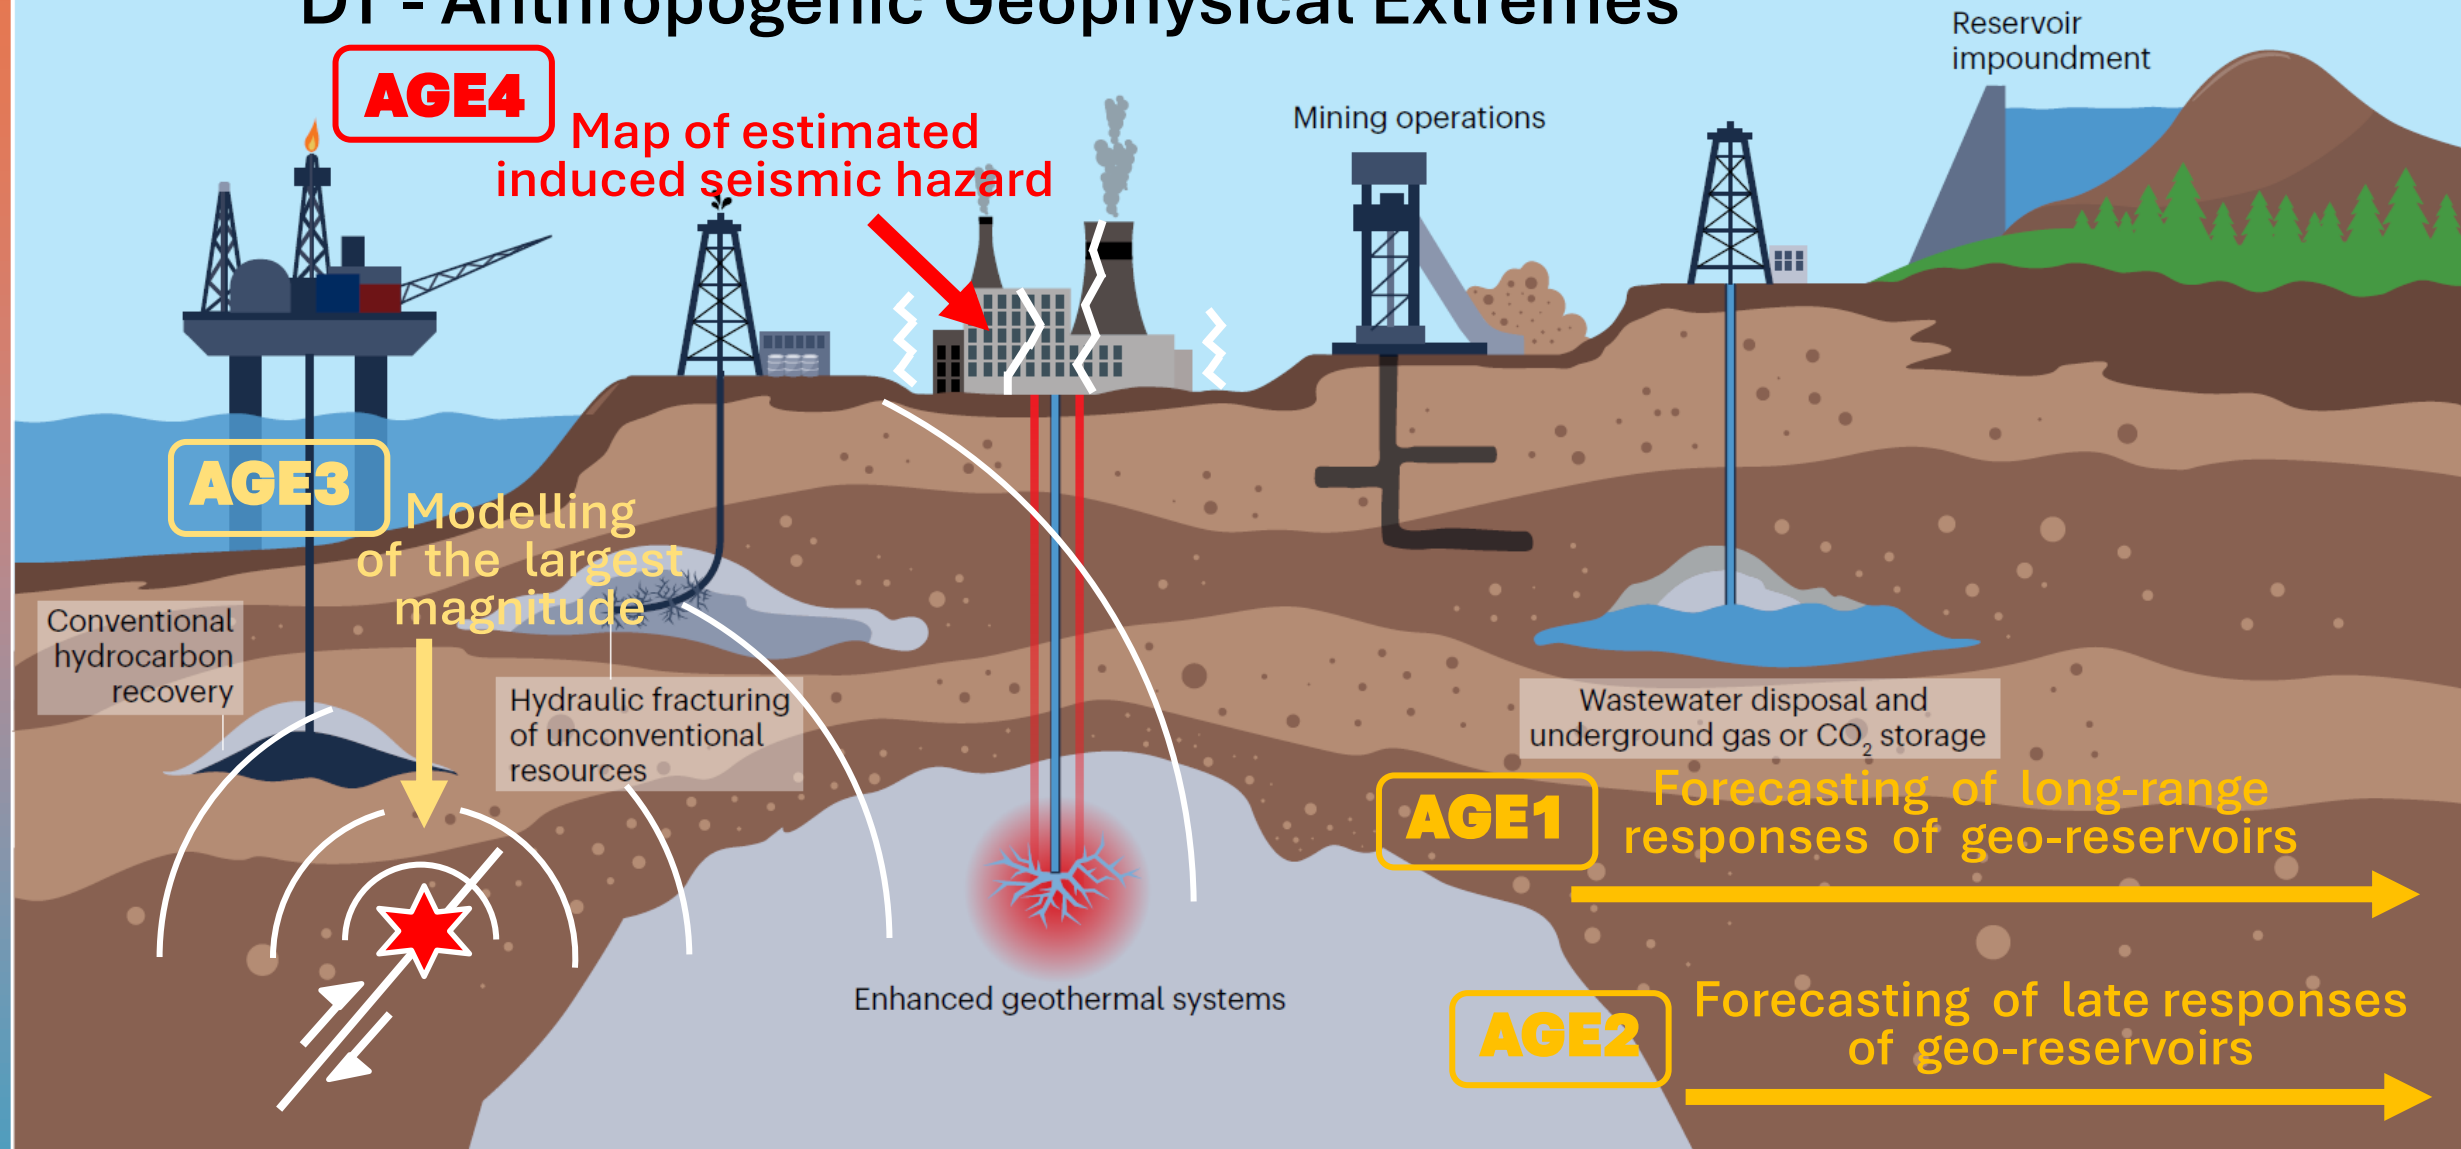 DT - Anthropogenic Geophysical Extremes
Reservoir
impoundment
AGE4
Map of estimated
induced seismic hazard
Mining operations
AGE3
Modelling
of the largest
magnitude
Conventional
hydrocarbon
recovery
Hydraulic fracturing
of unconventional
resources
Wastewater disposal and
underground gas or CO₂ storage
AGE1
Forecasting of long-range
responses of geo-reservoirs
Enhanced geothermal systems
AGE2
Forecasting of late responses
of geo-reservoirs